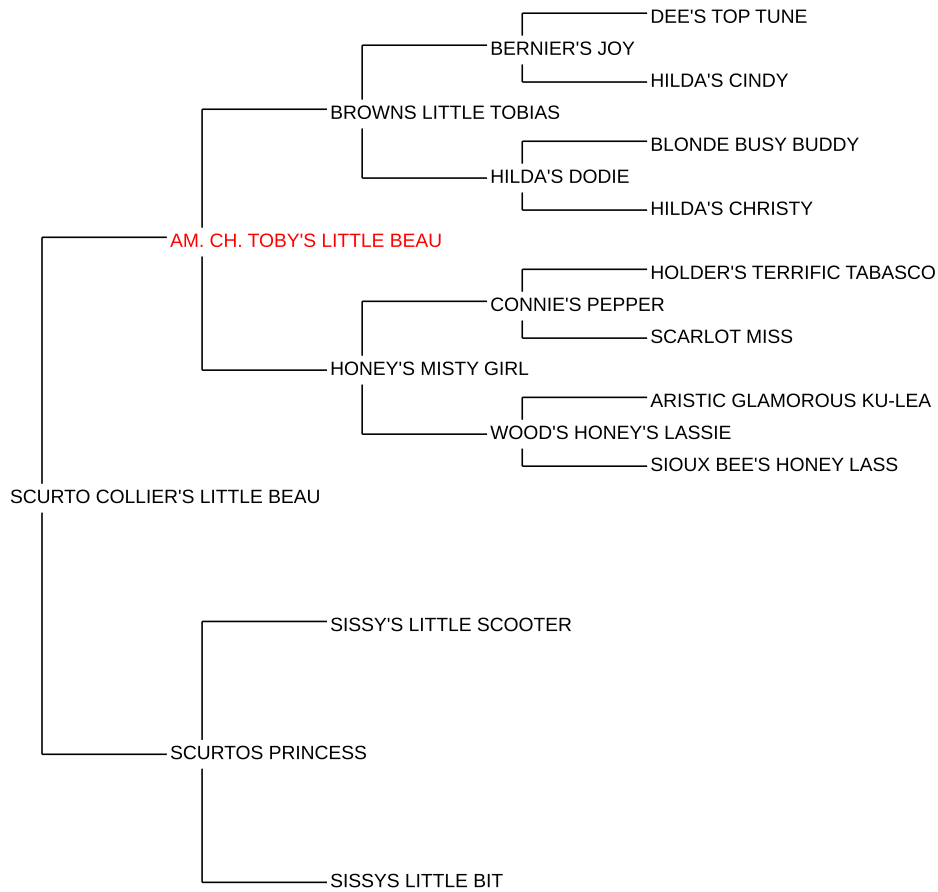 DEE'S TOP TUNE
BERNIER'S JOY
HILDA'S CINDY
BROWNS LITTLE TOBIAS
BLONDE BUSY BUDDY
HILDA'S DODIE
HILDA'S CHRISTY
AM. CH. TOBY'S LITTLE BEAU
HOLDER'S TERRIFIC TABASCO
CONNIE'S PEPPER
SCARLOT MISS
HONEY'S MISTY GIRL
ARISTIC GLAMOROUS KU-LEA
WOOD'S HONEY'S LASSIE
SIOUX BEE'S HONEY LASS
SCURTO COLLIER'S LITTLE BEAU
SISSY'S LITTLE SCOOTER
SCURTOS PRINCESS
SISSYS LITTLE BIT